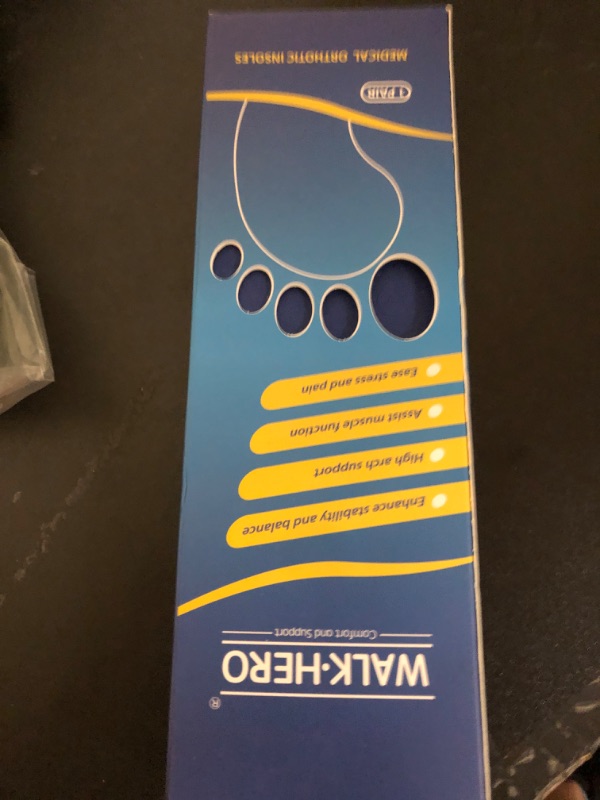 ®
WALK·HERO
Comfort and Support
Enhance stability and balance
High arch support
Assist muscle function
Ease stress and pain
1 PAIR
MEDICAL ORTHOTIC INSOLES